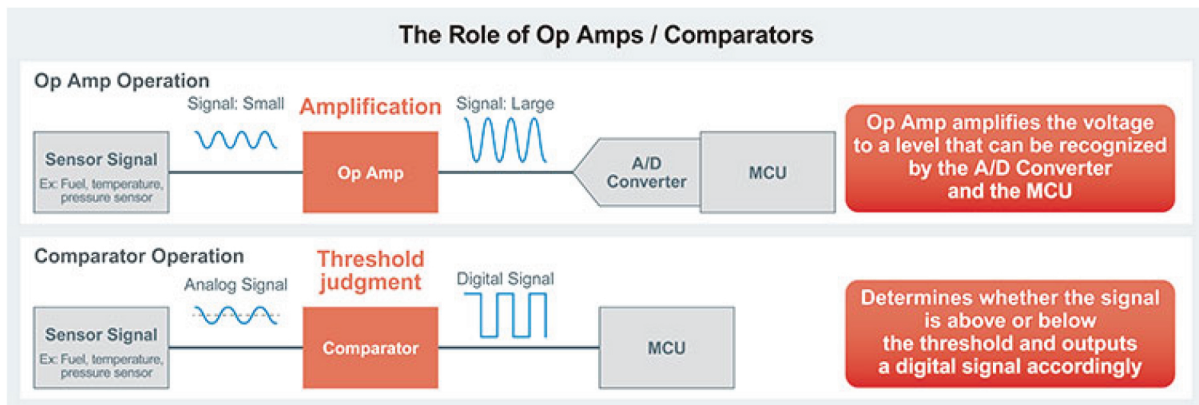 The Role of Op Amps / Comparators
Op Amp Operation
Signal: Small
Amplification
Signal: Large
Sensor Signal
Ex: Fuel, temperature,
pressure sensor
Op Amp
A/D
Converter
MCU
Op Amp amplifies the voltage
to a level that can be recognized
by the A/D Converter
and the MCU
Comparator Operation
Analog Signal
Threshold
judgment
Digital Signal
Sensor Signal
Ex: Fuel, temperature,
pressure sensor
Comparator
MCU
Determines whether the signal
is above or below
the threshold and outputs
a digital signal accordingly